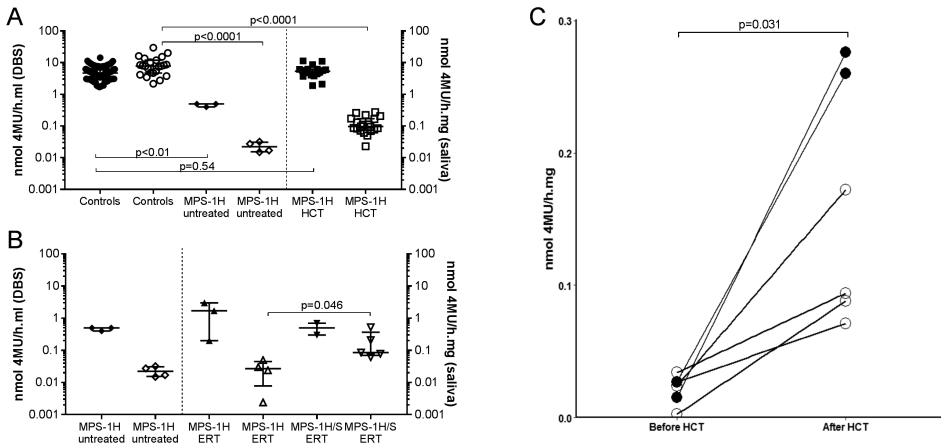 A
p<0.0001
p<0.0001
nmol 4MU/h.ml (DBS)
100
10
1
0.1
0.01
0.001
p<0.01
p=0.54
100
10
1
0.1
0.01
0.001
nmol 4MU/h.mg (saliva)
Controls
Controls
MPS-1H
untreated
MPS-1H
untreated
MPS-1H
HCT
MPS-1H
HCT
B
nmol 4MU/h.ml (DBS)
100
10
1
0.1
0.01
0.001
p=0.046
100
10
1
0.1
0.01
0.001
nmol 4MU/h.mg (saliva)
MPS-1H
untreated
MPS-1H
untreated
MPS-1H
ERT
MPS-1H
ERT
MPS-1H/S
ERT
MPS-1H/S
ERT
C
p=0.031
nmol 4MU/h.mg
0.3
0.2
0.1
0.0
Before HCT
After HCT